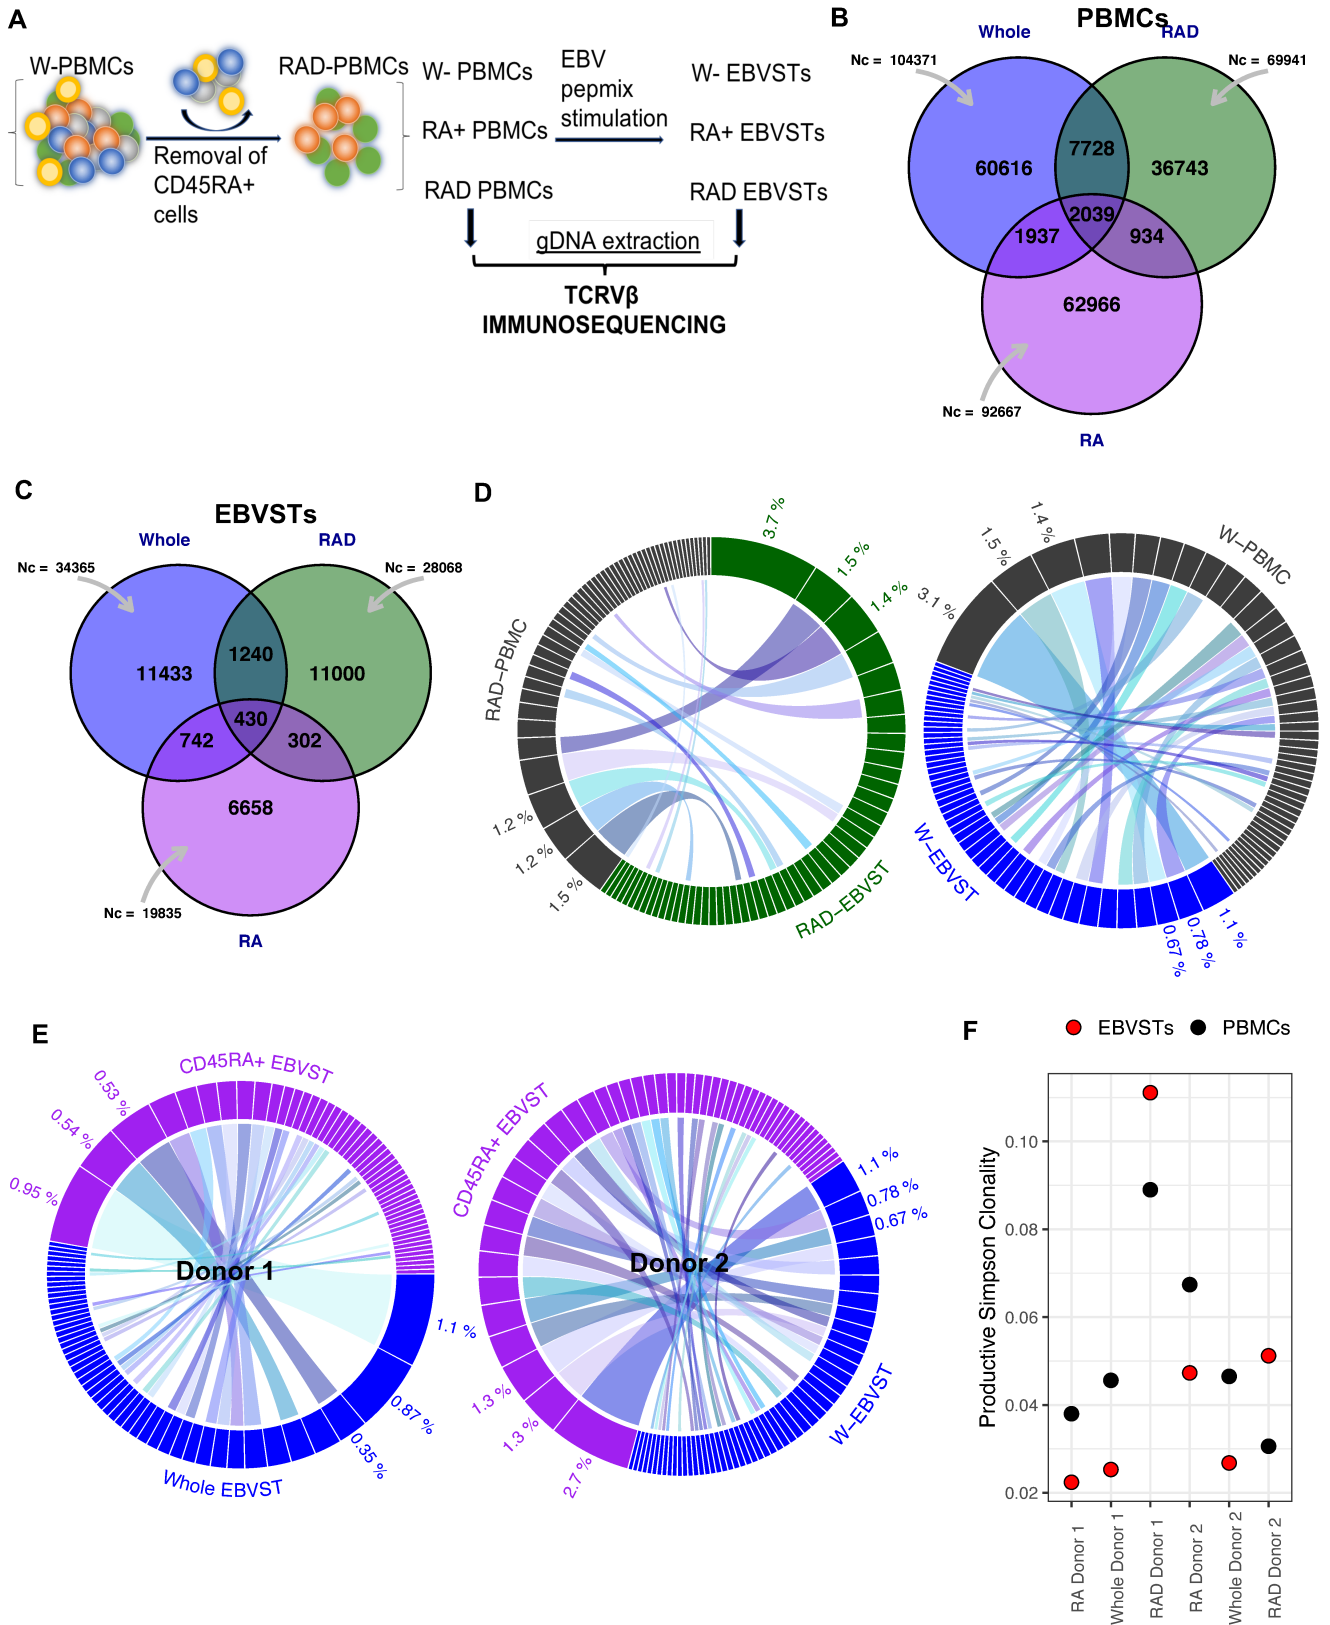 A
W-PBMCs
RAD-PBMCs
Removal of
CD45RA+
cells
W- PBMCs
RA+ PBMCs
RAD PBMCs
EBV
pepmix
stimulation
W- EBVSTs
RA+ EBVSTs
RAD EBVSTs
gDNA extraction
TCRVβ
IMMUNOSEQUENCING
B
PBMCs
Whole
RAD
Nc = 104371
Nc = 69941
7728
60616
36743
2039
1937
934
62966
Nc = 92667
RA
C
EBVSTs
Whole
RAD
Nc = 34365
Nc = 28068
1240
11433
11000
430
742
302
6658
Nc = 19835
RA
D
3.7 %
1.5 %
1.4 %
RAD-PBMC
1.2 %
1.2 %
1.5 %
RAD-EBVST
1.4 %
1.5 %
3.1 %
W-PBMC
W-EBVST
0.67 %
0.78 %
1.1 %
E
CD45RA+ EBVST
0.53 %
0.54 %
0.95 %
Donor 1
1.1 %
0.87 %
0.35 %
Whole EBVST
CD45RA+ EBVST
1.1 %
0.78 %
0.67 %
Donor 2
1.3 %
1.3 %
2.7 %
W-EBVST
F
EBVSTs
PBMCs
Productive Simpson Clonality
0.10
0.08
0.06
0.04
0.02
RA Donor 1
Whole Donor 1
RAD Donor 1
RA Donor 2
Whole Donor 2
RAD Donor 2